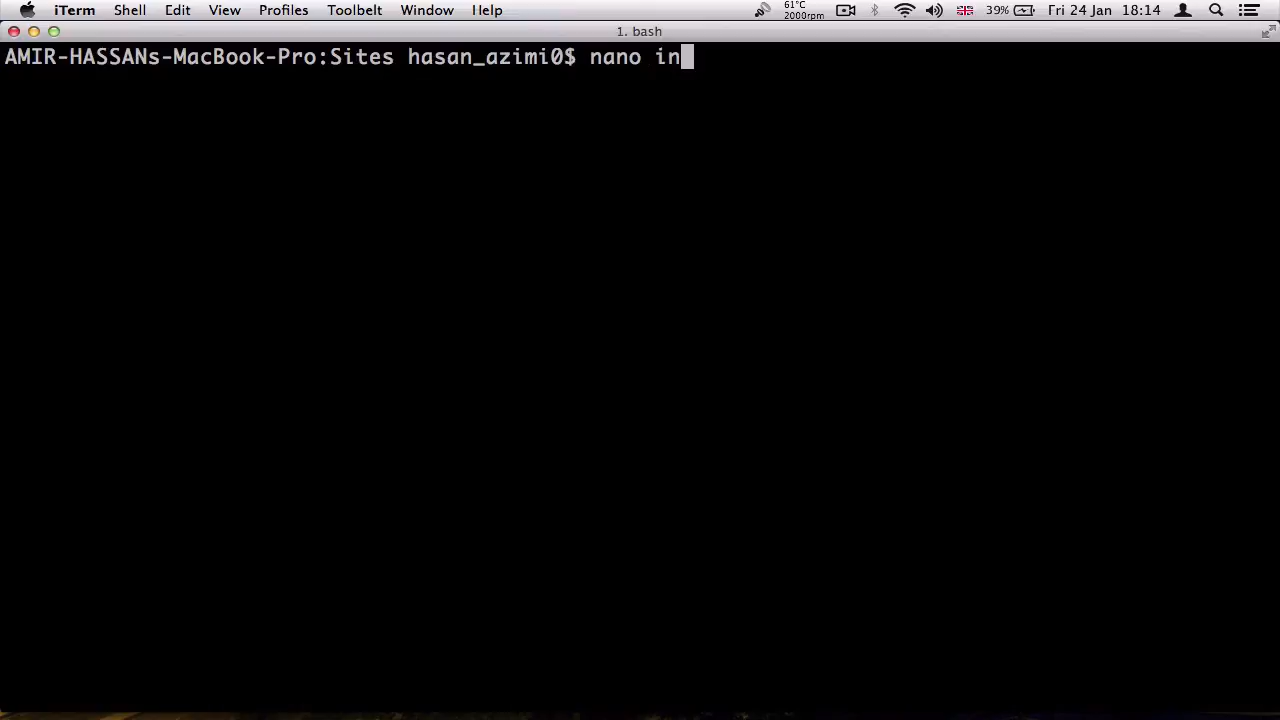 iTerm Shell Edit View Profiles Toolbelt Window Help 61°C 2000rpm 39% Fri 24 Jan 18:14
1. bash
AMIR-HASSANs-MacBook-Pro:Sites hasan_azimi0$ nano in